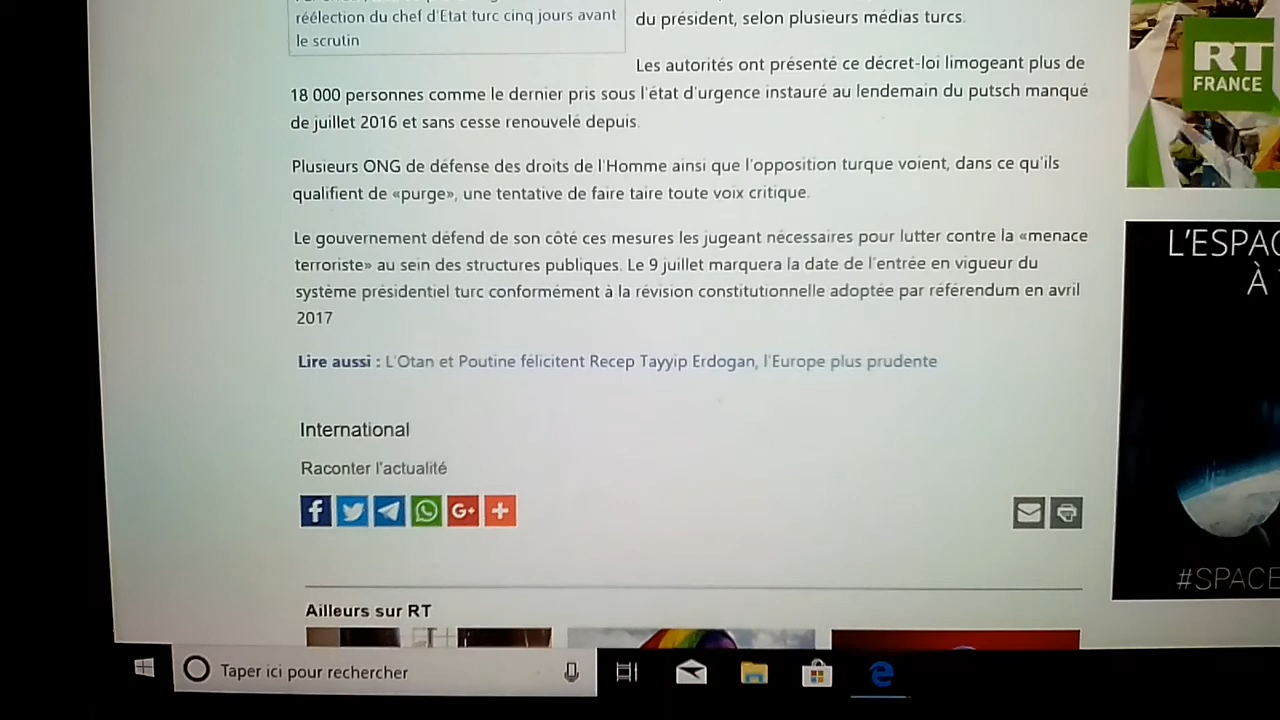 réélection du chef d'Etat turc cinq jours avant
le scrutin
du président, selon plusieurs médias turcs.
Les autorités ont présenté ce décret-loi limogeant plus de
18 000 personnes comme le dernier pris sous l'état d'urgence instauré au lendemain du putsch manqué
de juillet 2016 et sans cesse renouvelé depuis.
Plusieurs ONG de défense des droits de l'Homme ainsi que l'opposition turque voient, dans ce qu'ils
qualifient de «purge», une tentative de faire taire toute voix critique.
Le gouvernement défend de son côté ces mesures les jugeant nécessaires pour lutter contre la «menace
terroriste» au sein des structures publiques. Le 9 juillet marquera la date de l'entrée en vigueur du
système présidentiel turc conformément à la révision constitutionnelle adoptée par référendum en avril
2017
Lire aussi : L'Otan et Poutine félicitent Recep Tayyip Erdogan, l'Europe plus prudente
International
Raconter l'actualité
G+
Ailleurs sur RT
RT
FRANCE
L'ESPAC
À
#SPACE
Taper ici pour rechercher